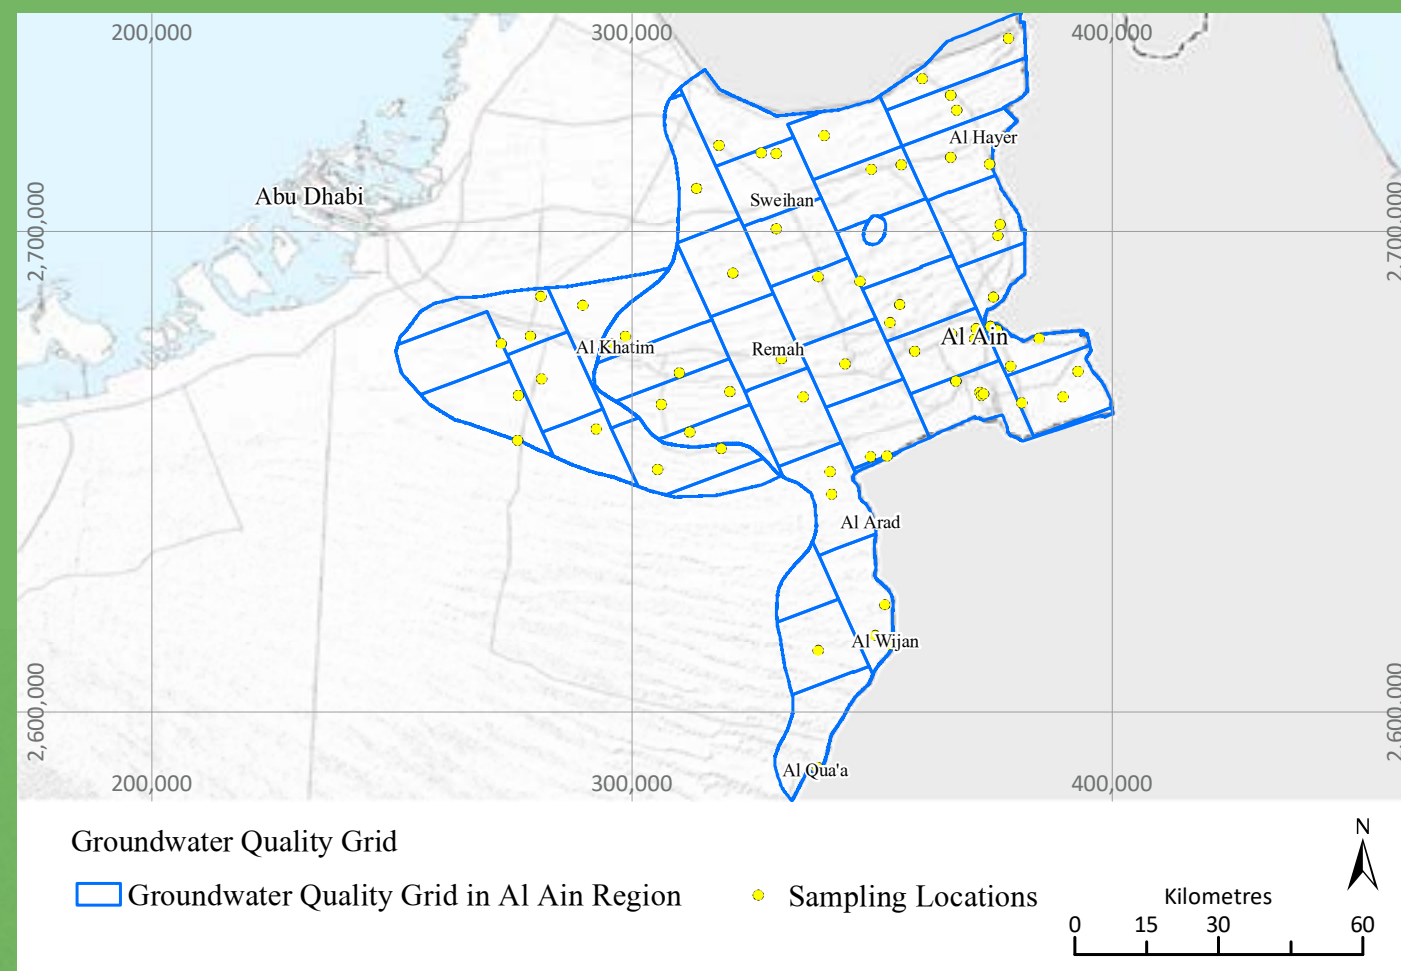 200,000
300,000
400,000
Al Hayer
Abu Dhabi
Sweihan
2,700,000
2,700,000
Al Ain
Al Khatim
Remah
Al Arad
Al Wijan
2,600,000
2,600,000
Al Qua'a
200,000
300,000
400,000
Groundwater Quality Grid
Groundwater Quality Grid in Al Ain Region
Sampling Locations
N
Kilometres
0 15 30 60